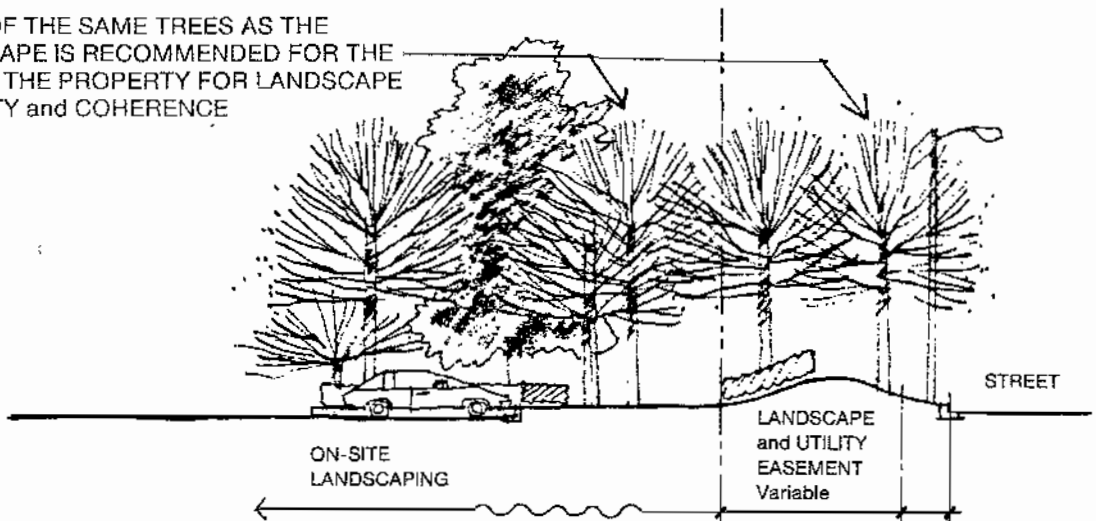 OF THE SAME TREES AS THE
APE IS RECOMMENDED FOR THE
THE PROPERTY FOR LANDSCAPE
TY and COHERENCE
STREET
LANDSCAPE
and UTILITY
EASEMENT
Variable
ON-SITE
LANDSCAPING